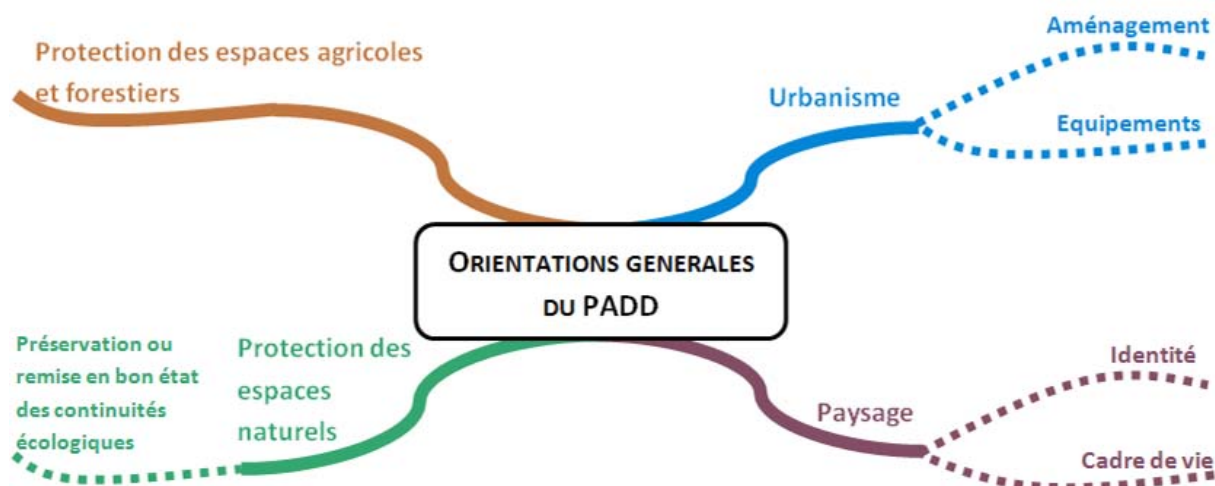 Protection des espaces agricoles
et forestiers
Urbanisme
Aménagement
Equipements
ORIENTATIONS GENERALES
DU PADD
Préservation ou
remise en bon état
des continuités
écologiques
Protection des
espaces
naturels
Paysage
Identité
Cadre de vie